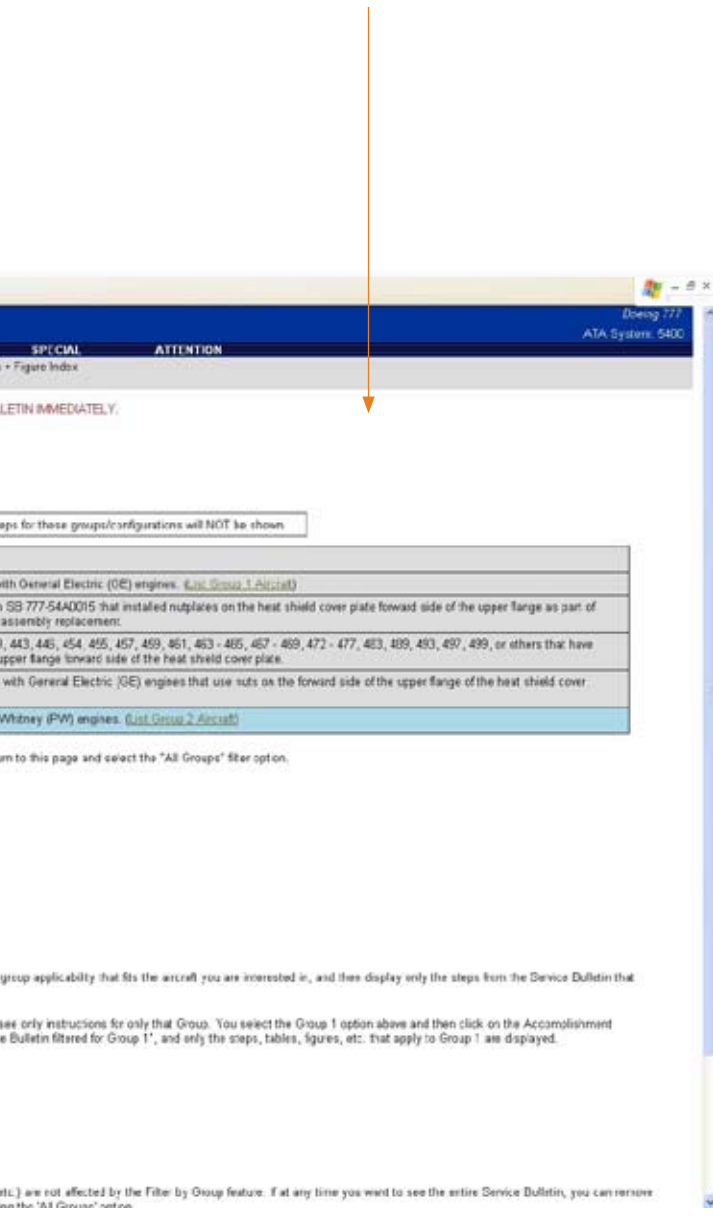 Boeing 777
ATA System: 5400
SPECIAL ATTENTION
• Figure Index
LLETIN IMMEDIATELY.
eps for these groups/configurations will NOT be shown
ith General Electric (GE) engines. (List Group 1 Aircraft)
SB 777-54A0015 that installed nutplates on the heat shield cover plate forward side of the upper flange as part of
assembly replacement.
443, 446, 454, 455, 457, 459, 461, 463 - 465, 467 - 469, 472 - 477, 483, 489, 493, 497, 499, or others that have
upper flange forward side of the heat shield cover plate.
with General Electric (GE) engines that use nuts on the forward side of the upper flange of the heat shield cover
Whitney (PW) engines. (List Group 2 Aircraft)
urn to this page and select the "All Groups" filter option.
group applicability that fits the aircraft you are interested in, and then display only the steps from the Service Bulletin that
see only instructions for only that Group. You select the Group 1 option above and then click on the Accomplishment
e Bulletin filtered for Group 1", and only the steps, tables, figures, etc. that apply to Group 1 are displayed.
etc.) are not affected by the Filter by Group feature. If at any time you want to see the entire Service Bulletin, you can remove
ing the 'All Groups' option.